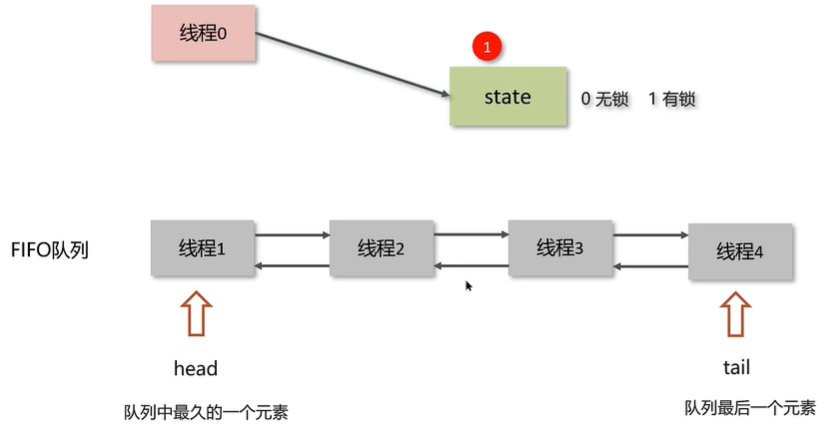 线程0
1
state
0 无锁 1 有锁
FIFO队列
线程1
线程2
线程3
线程4
head
tail
队列中最久的一个元素
队列最后一个元素